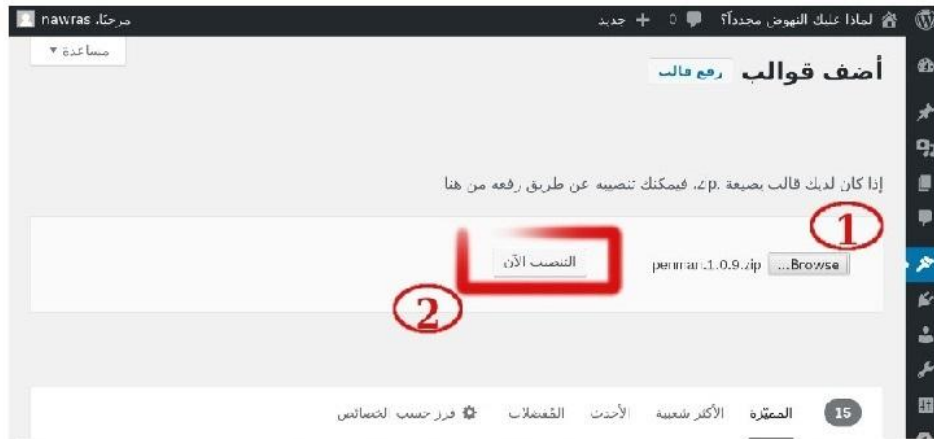 لماذا عليك النهوض مجدداً؟ 0 + جديد مرحبًا، nawras
مساعدة
أضف قوالب رفع قالب
إذا كان لديك قالب بصيغة .zip، فيمكنك تنصيبه عن طريق رفعه من هنا
1
Browse... penman.1.0.9.zip التنصيب الآن
2
15 المميّزة الأكثر شعبية الأحدث المُفضلات فرز حسب الخصائص